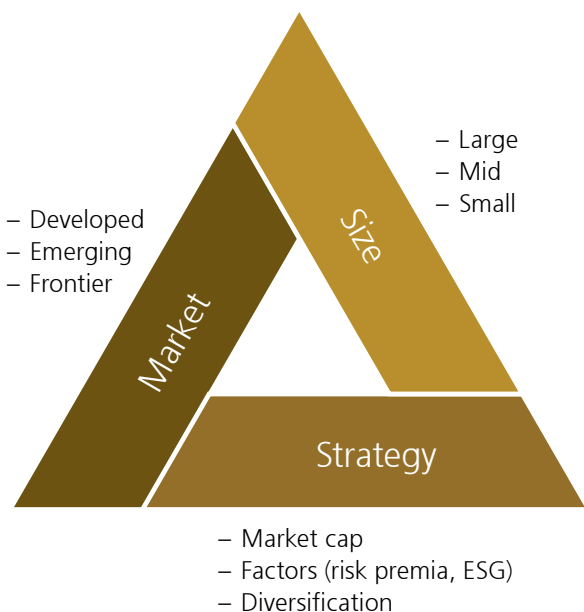 – Large
– Mid
– Small
Size
– Developed
– Emerging
– Frontier
Market
Strategy
– Market cap
– Factors (risk premia, ESG)
– Diversification